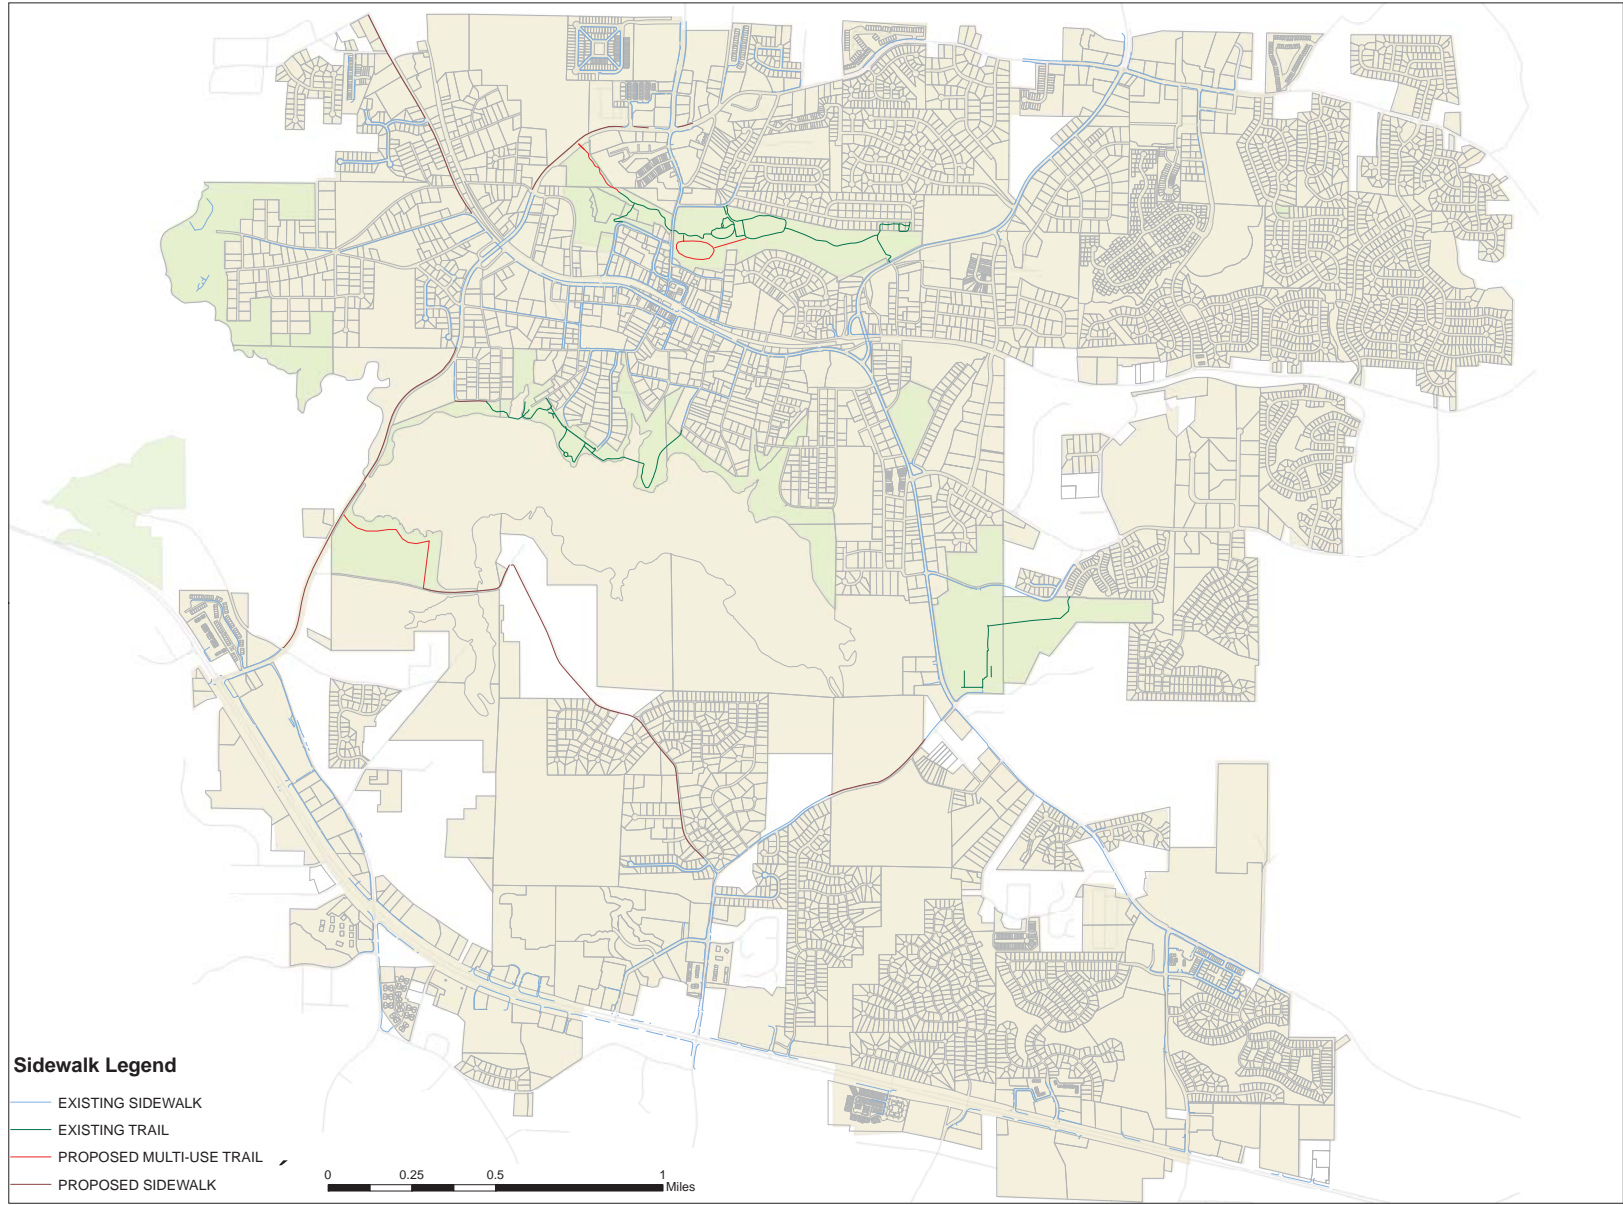 Sidewalk Legend
EXISTING SIDEWALK
EXISTING TRAIL
PROPOSED MULTI-USE TRAIL
PROPOSED SIDEWALK
0 0.25 0.5 1
Miles